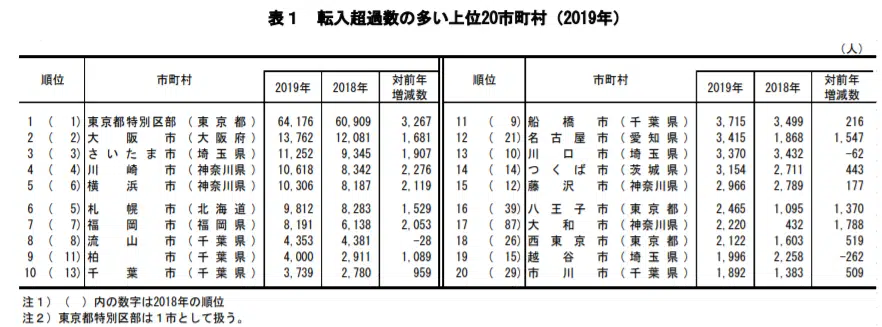 表１　転入超過数の多い上位20市町村（2019年）
（人）
順位 市町村 2019年 2018年 対前年増減数 順位 市町村 2019年 2018年 対前年増減数
1 ( 1) 東京都特別区部（東京都） 64,176 60,909 3,267 11 ( 9) 船橋市（千葉県） 3,715 3,499 216
2 ( 2) 大阪市（大阪府） 13,762 12,081 1,681 12 (21) 名古屋市（愛知県） 3,415 1,868 1,547
3 ( 3) さいたま市（埼玉県） 11,252 9,345 1,907 13 (10) 川口市（埼玉県） 3,370 3,432 -62
4 ( 4) 川崎市（神奈川県） 10,618 8,342 2,276 14 (14) つくば市（茨城県） 3,154 2,711 443
5 ( 6) 横浜市（神奈川県） 10,306 8,187 2,119 15 (12) 藤沢市（神奈川県） 2,966 2,789 177
6 ( 5) 札幌市（北海道） 9,812 8,283 1,529 16 (39) 八王子市（東京都） 2,465 1,095 1,370
7 ( 7) 福岡市（福岡県） 8,191 6,138 2,053 17 (87) 大和市（神奈川県） 2,220 432 1,788
8 ( 8) 流山市（千葉県） 4,353 4,381 -28 18 (26) 西東京市（東京都） 2,122 1,603 519
9 (11) 柏市（千葉県） 4,000 2,911 1,089 19 (15) 越谷市（埼玉県） 1,996 2,258 -262
10 (13) 千葉市（千葉県） 3,739 2,780 959 20 (29) 市川市（千葉県） 1,892 1,383 509
注１）（　）内の数字は2018年の順位
注２）東京都特別区部は１市として扱う。